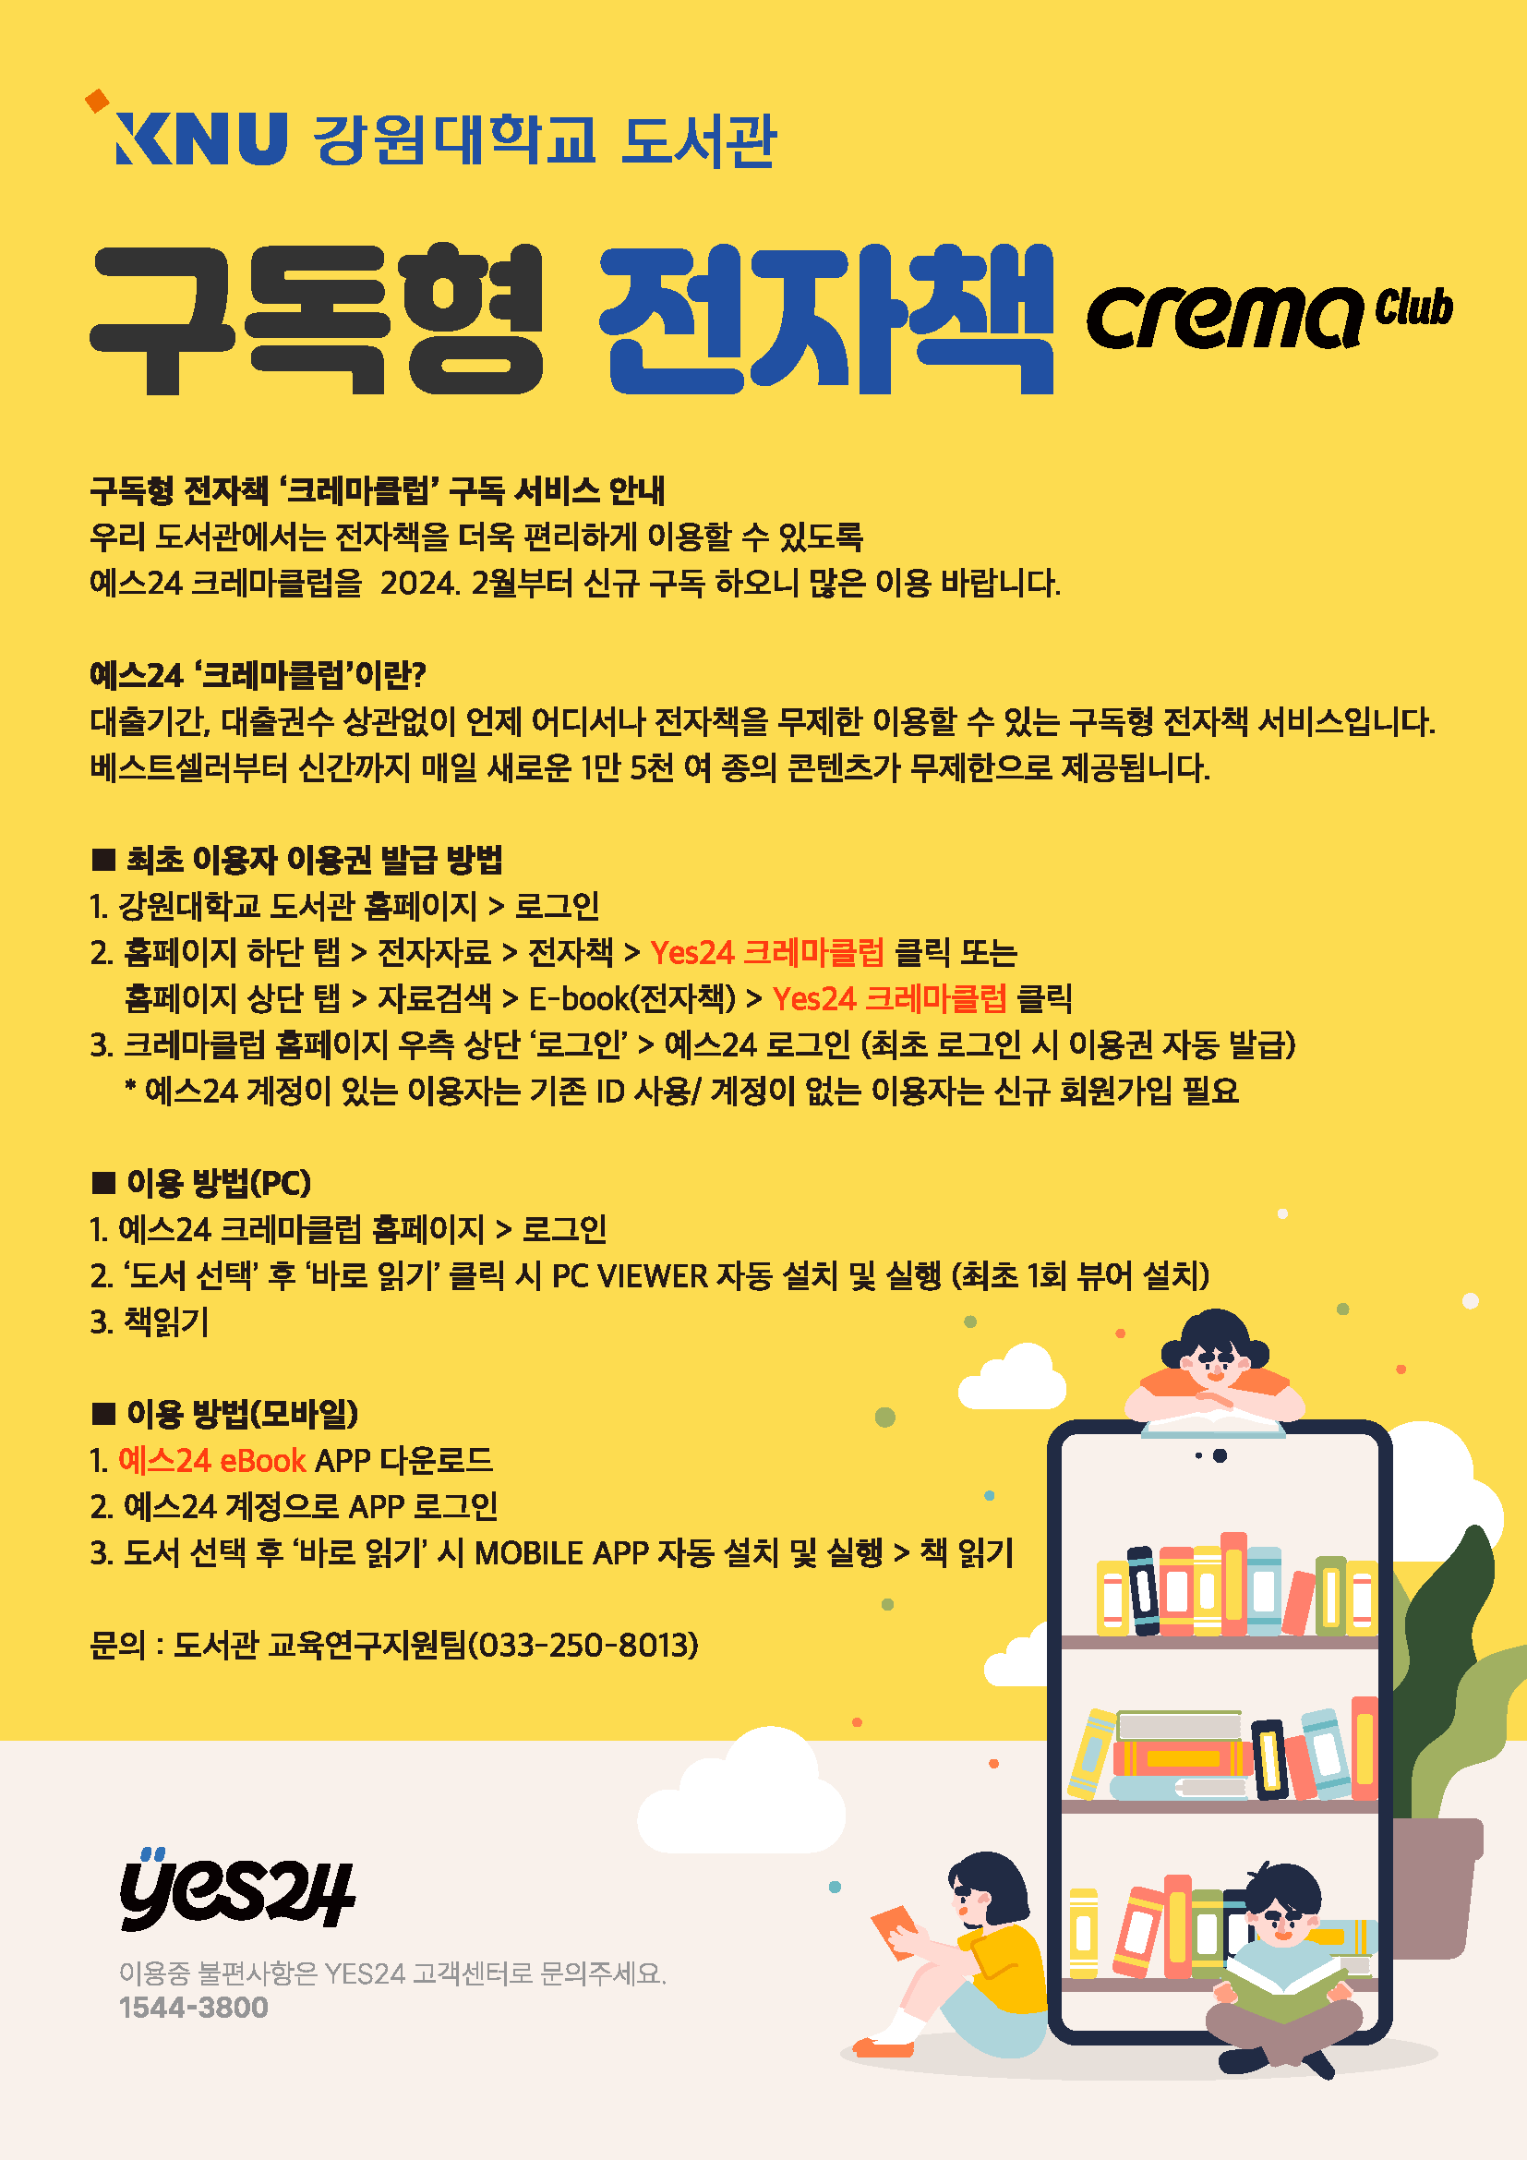 KNU 강원대학교 도서관
구독형 전자책 crema Club
구독형 전자책 ‘크레마클럽’ 구독 서비스 안내
우리 도서관에서는 전자책을 더욱 편리하게 이용할 수 있도록
예스24 크레마클럽을 2024. 2월부터 신규 구독 하오니 많은 이용 바랍니다.
예스24 ‘크레마클럽’이란?
대출기간, 대출권수 상관없이 언제 어디서나 전자책을 무제한 이용할 수 있는 구독형 전자책 서비스입니다.
베스트셀러부터 신간까지 매일 새로운 1만 5천 여 종의 콘텐츠가 무제한으로 제공됩니다.
■ 최초 이용자 이용권 발급 방법
1. 강원대학교 도서관 홈페이지 > 로그인
2. 홈페이지 하단 탭 > 전자자료 > 전자책 > Yes24 크레마클럽 클릭 또는
홈페이지 상단 탭 > 자료검색 > E-book(전자책) > Yes24 크레마클럽 클릭
3. 크레마클럽 홈페이지 우측 상단 ‘로그인’ > 예스24 로그인 (최초 로그인 시 이용권 자동 발급)
* 예스24 계정이 있는 이용자는 기존 ID 사용/ 계정이 없는 이용자는 신규 회원가입 필요
■ 이용 방법(PC)
1. 예스24 크레마클럽 홈페이지 > 로그인
2. ‘도서 선택’ 후 ‘바로 읽기’ 클릭 시 PC VIEWER 자동 설치 및 실행 (최초 1회 뷰어 설치)
3. 책읽기
■ 이용 방법(모바일)
1. 예스24 eBook APP 다운로드
2. 예스24 계정으로 APP 로그인
3. 도서 선택 후 ‘바로 읽기’ 시 MOBILE APP 자동 설치 및 실행 > 책 읽기
문의 : 도서관 교육연구지원팀(033-250-8013)
yes24
이용중 불편사항은 YES24 고객센터로 문의주세요.
1544-3800